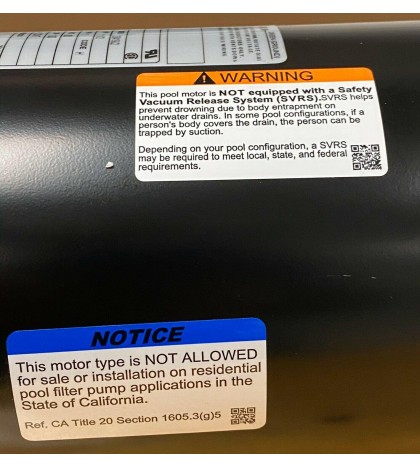 WARNING
This pool motor is NOT equipped with a Safety
Vacuum Release System (SVRS).SVRS helps
prevent drowning due to body entrapment on
underwater drains. In some pool configurations, if a
person's body covers the drain, the person can be
trapped by suction.
Depending on your pool configuration, a SVRS
may be required to meet local, state, and federal
requirements.
NOTICE
This motor type is NOT ALLOWED
for sale or installation on residential
pool filter pump applications in the
State of California.
Ref. CA Title 20 Section 1605.3(g)5